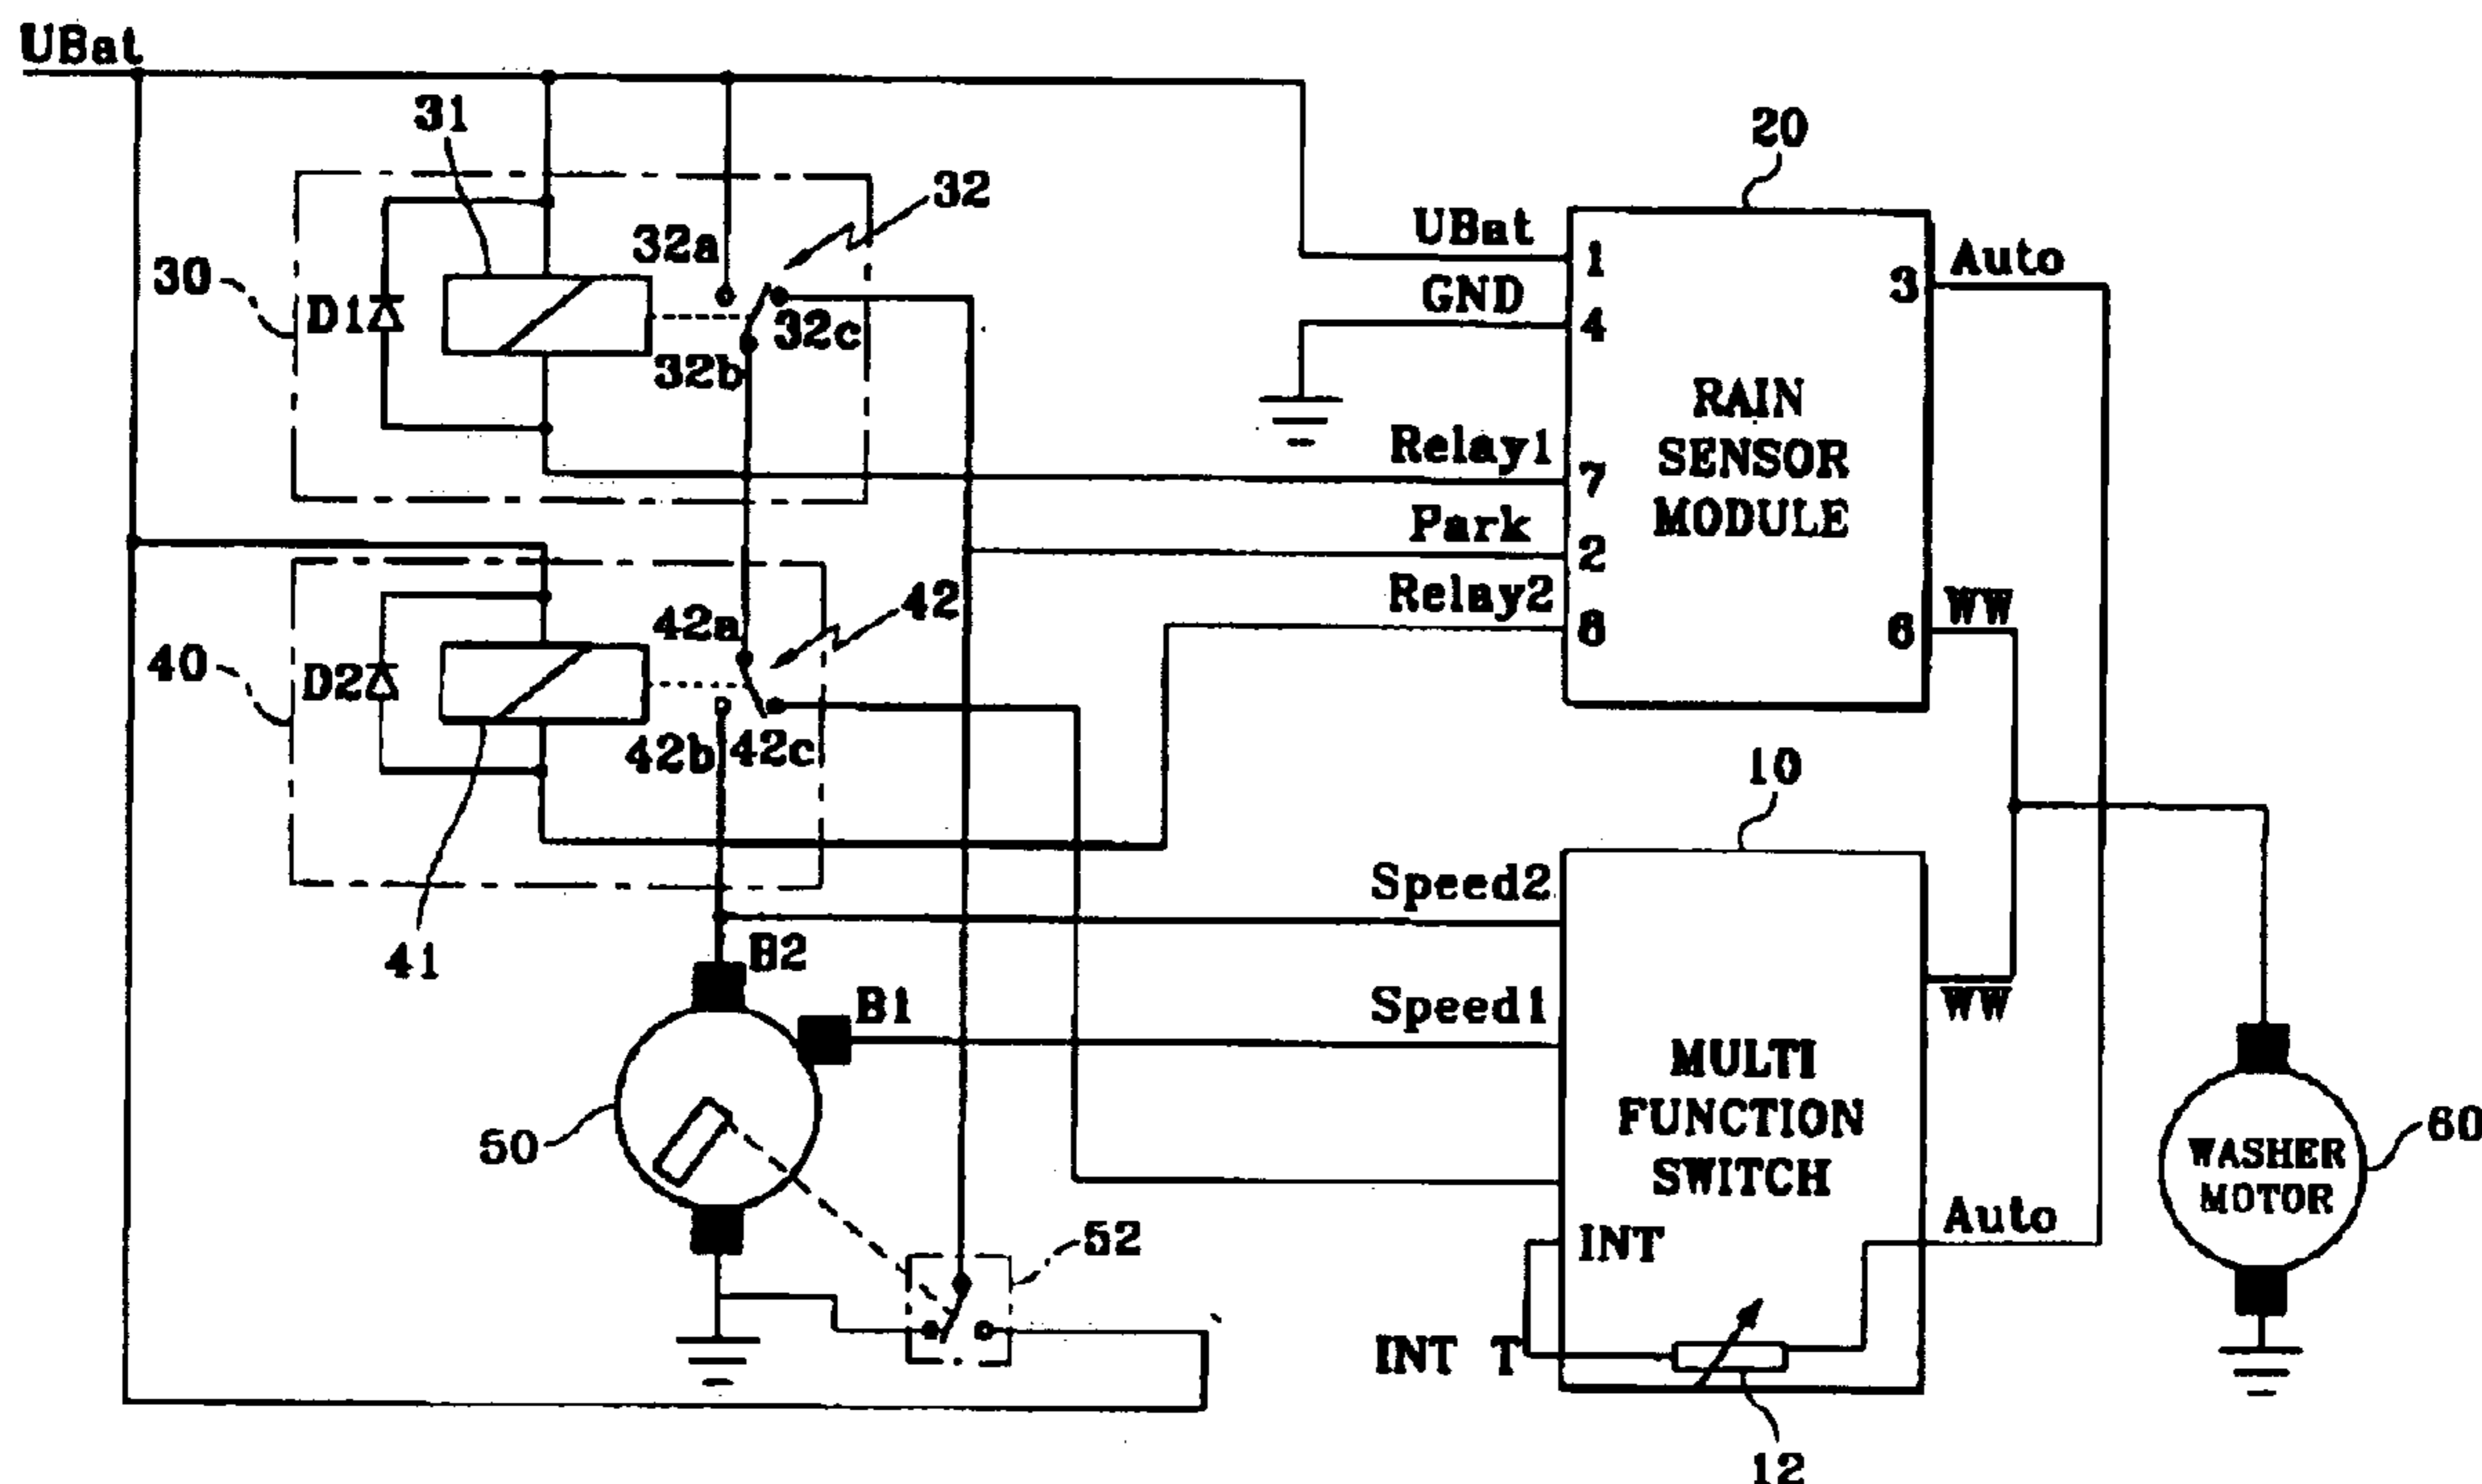 UBat
31
20
32
UBat
32a
1
Auto
30
GND
3
D1
32c
4
32b
RAIN
Relay1
SENSOR
7
MODULE
Park
2
Relay2
WW
42
42a
8
6
40
D2
42b
42c
10
Speed2
B2
41
B1
Speed1
WW
MULTI
FUNCTION
SWITCH
50
60
WASHER
MOTOR
52
Auto
INT
INT T
12